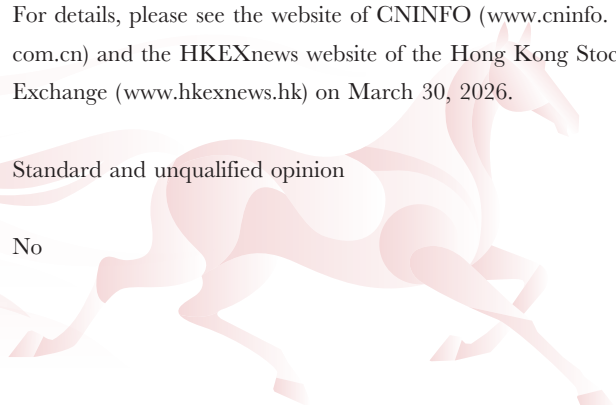 For details, please see the website of CNINFO (www.cninfo.
com.cn) and the HKEXnews website of the Hong Kong Stoc
Exchange (www.hkexnews.hk) on March 30, 2026.
Standard and unqualified opinion
No